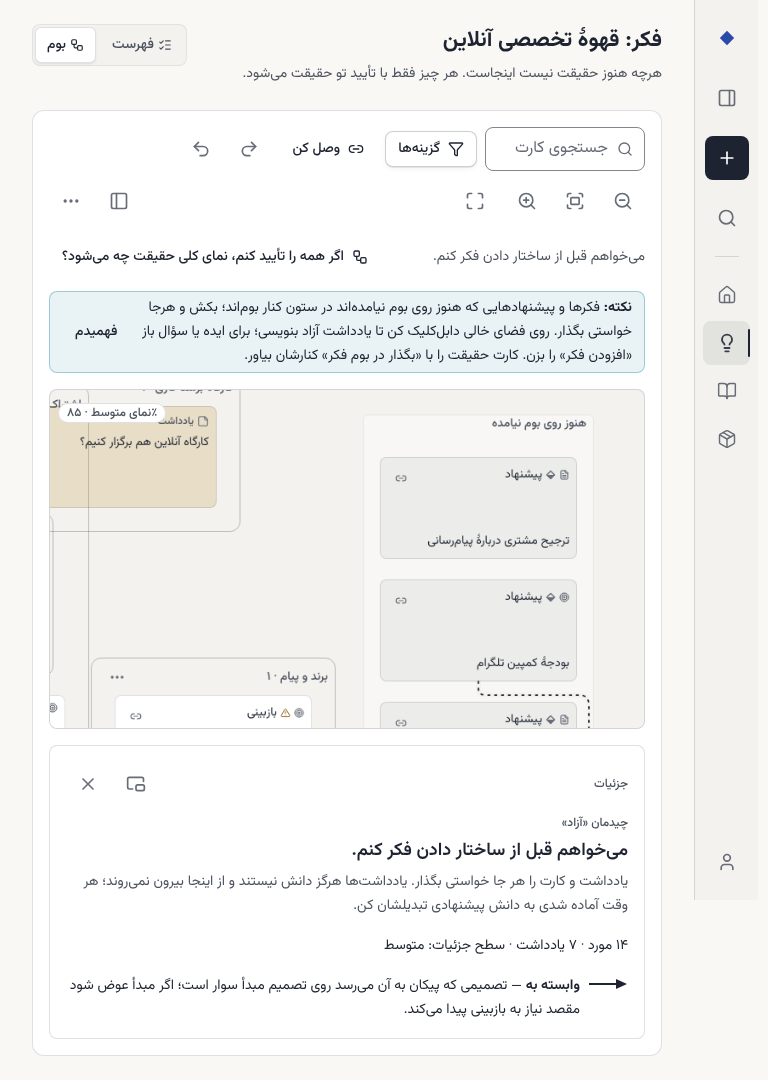 فکر: قهوهٔ تخصصی آنلاین
هرچه هنوز حقیقت نیست اینجاست. هر چیز فقط با تأیید تو حقیقت می‌شود.
فهرست
بوم
جستجوی کارت
گزینه‌ها
وصل کن
می‌خواهم قبل از ساختار دادن فکر کنم.
اگر همه را تأیید کنم، نمای کلی حقیقت چه می‌شود؟
نکته: فکرها و پیشنهادهایی که هنوز روی بوم نیامده‌اند در ستون کنار بوم‌اند؛ بکش و هرجا
خواستی بگذار. روی فضای خالی دابل‌کلیک کن تا یادداشت آزاد بنویسی؛ برای ایده یا سؤال باز
«افزودن فکر» را بزن. کارت حقیقت را با «بگذار در بوم فکر» کنارشان بیاور.
فهمیدم
هنوز روی بوم نیامده
پیشنهاد
ترجیح مشتری دربارهٔ پیام‌رسانی
پیشنهاد
بودجهٔ کمپین تلگرام
پیشنهاد
نمای متوسط · ۸۵٪
یادداشت
کارگاه آنلاین هم برگزار کنیم؟
برند و پیام · ۱
بازبینی
جزئیات
چیدمان «آزاد»
می‌خواهم قبل از ساختار دادن فکر کنم.
یادداشت و کارت را هر جا خواستی بگذار. یادداشت‌ها هرگز دانش نیستند و از اینجا بیرون نمی‌روند؛ هر
وقت آماده شدی به دانش پیشنهادی تبدیلشان کن.
۱۴ مورد · ۷ یادداشت · سطح جزئیات: متوسط
وابسته به — تصمیمی که پیکان به آن می‌رسد روی تصمیم مبدأ سوار است؛ اگر مبدأ عوض شود
مقصد نیاز به بازبینی پیدا می‌کند.